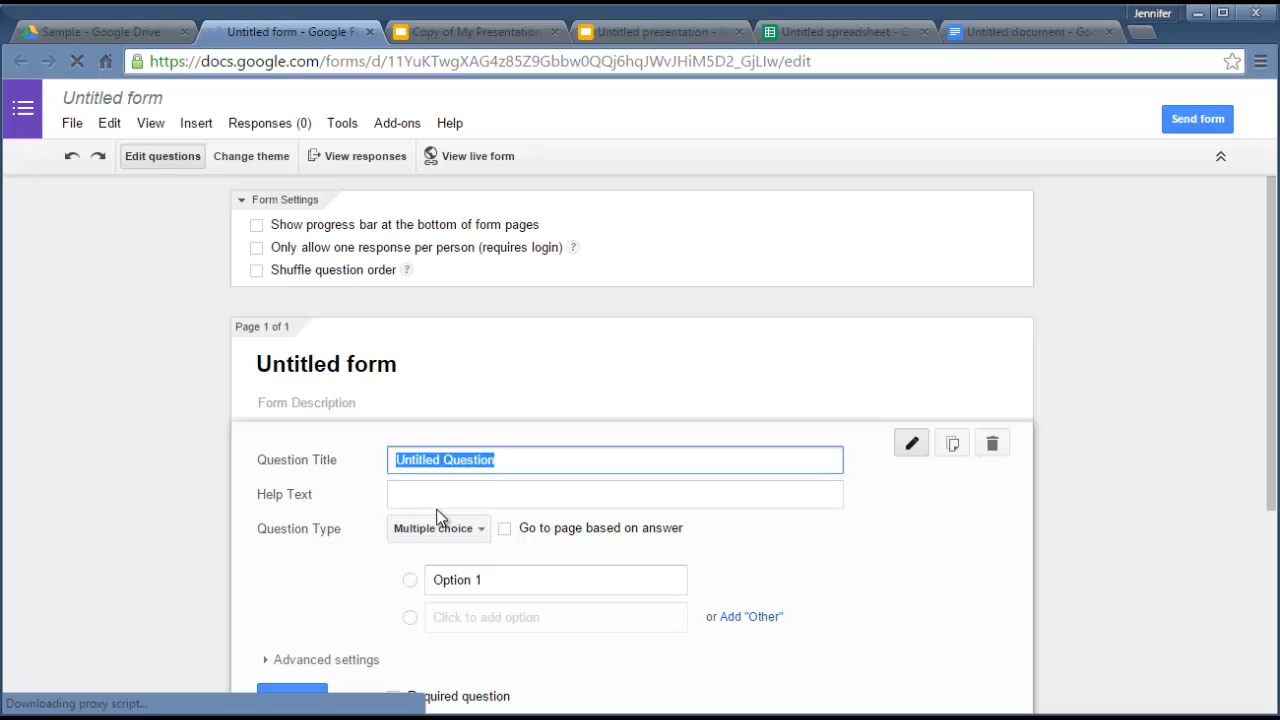 Jennifer
Sample - Google Drive
Untitled form - Google F
Copy of My Presentation
Untitled presentation -
Untitled spreadsheet - G
Untitled document - Goo
https://docs.google.com/forms/d/11YuKTwgXAG4z85Z9Gbbw0QQj6hqJWvJHiM5D2_GjLIw/edit
Untitled form
File Edit View Insert Responses (0) Tools Add-ons Help
Send form
Edit questions Change theme View responses View live form
Form Settings
Show progress bar at the bottom of form pages
Only allow one response per person (requires login) ?
Shuffle question order ?
Page 1 of 1
Untitled form
Form Description
Question Title Untitled Question
Help Text
Question Type Multiple choice Go to page based on answer
Option 1
Click to add option or Add "Other"
Advanced settings
Required question
Downloading proxy script...